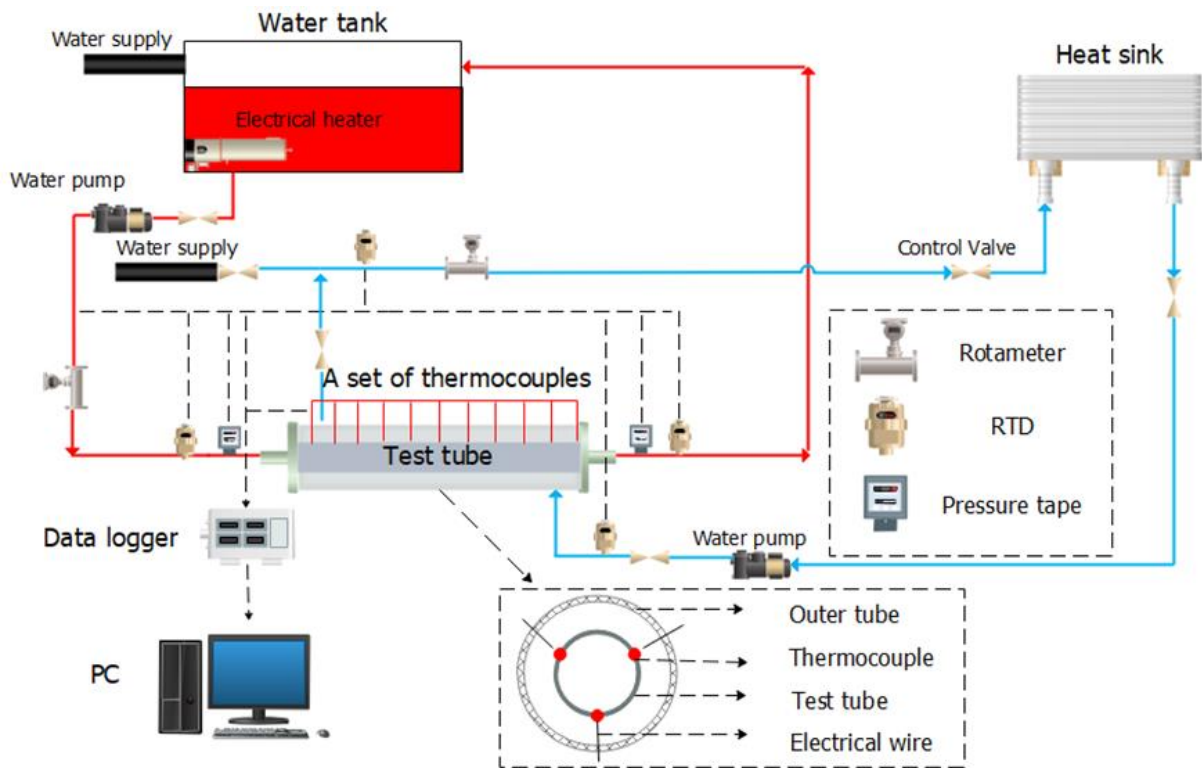 Water tank
Water supply
Heat sink
Electrical heater
Water pump
Water supply
Control Valve
Rotameter
A set of thermocouples
RTD
Test tube
Pressure tape
Data logger
Water pump
Outer tube
Thermocouple
PC
Test tube
Electrical wire